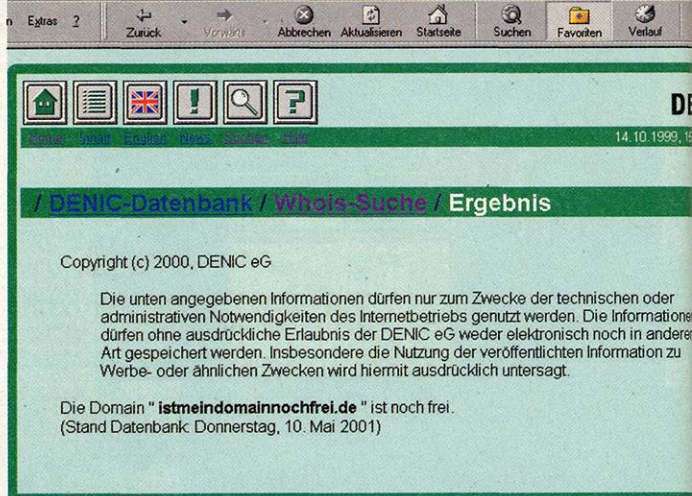 n Extras ?
Zurück Vorwärts Abbrechen Aktualisieren Startseite Suchen Favoriten Verlauf
DE
Home Inhalt English News Suchen Hilfe
14.10.1999, 15
/ DENIC-Datenbank / Whois-Suche / Ergebnis
Copyright (c) 2000, DENIC eG
Die unten angegebenen Informationen dürfen nur zum Zwecke der technischen oder
administrativen Notwendigkeiten des Internetbetriebs genutzt werden. Die Informatione
dürfen ohne ausdrückliche Erlaubnis der DENIC eG weder elektronisch noch in andere
Art gespeichert werden. Insbesondere die Nutzung der veröffentlichten Information zu
Werbe- oder ähnlichen Zwecken wird hiermit ausdrücklich untersagt.
Die Domain " istmeindomainnochfrei.de " ist noch frei.
(Stand Datenbank: Donnerstag, 10. Mai 2001)